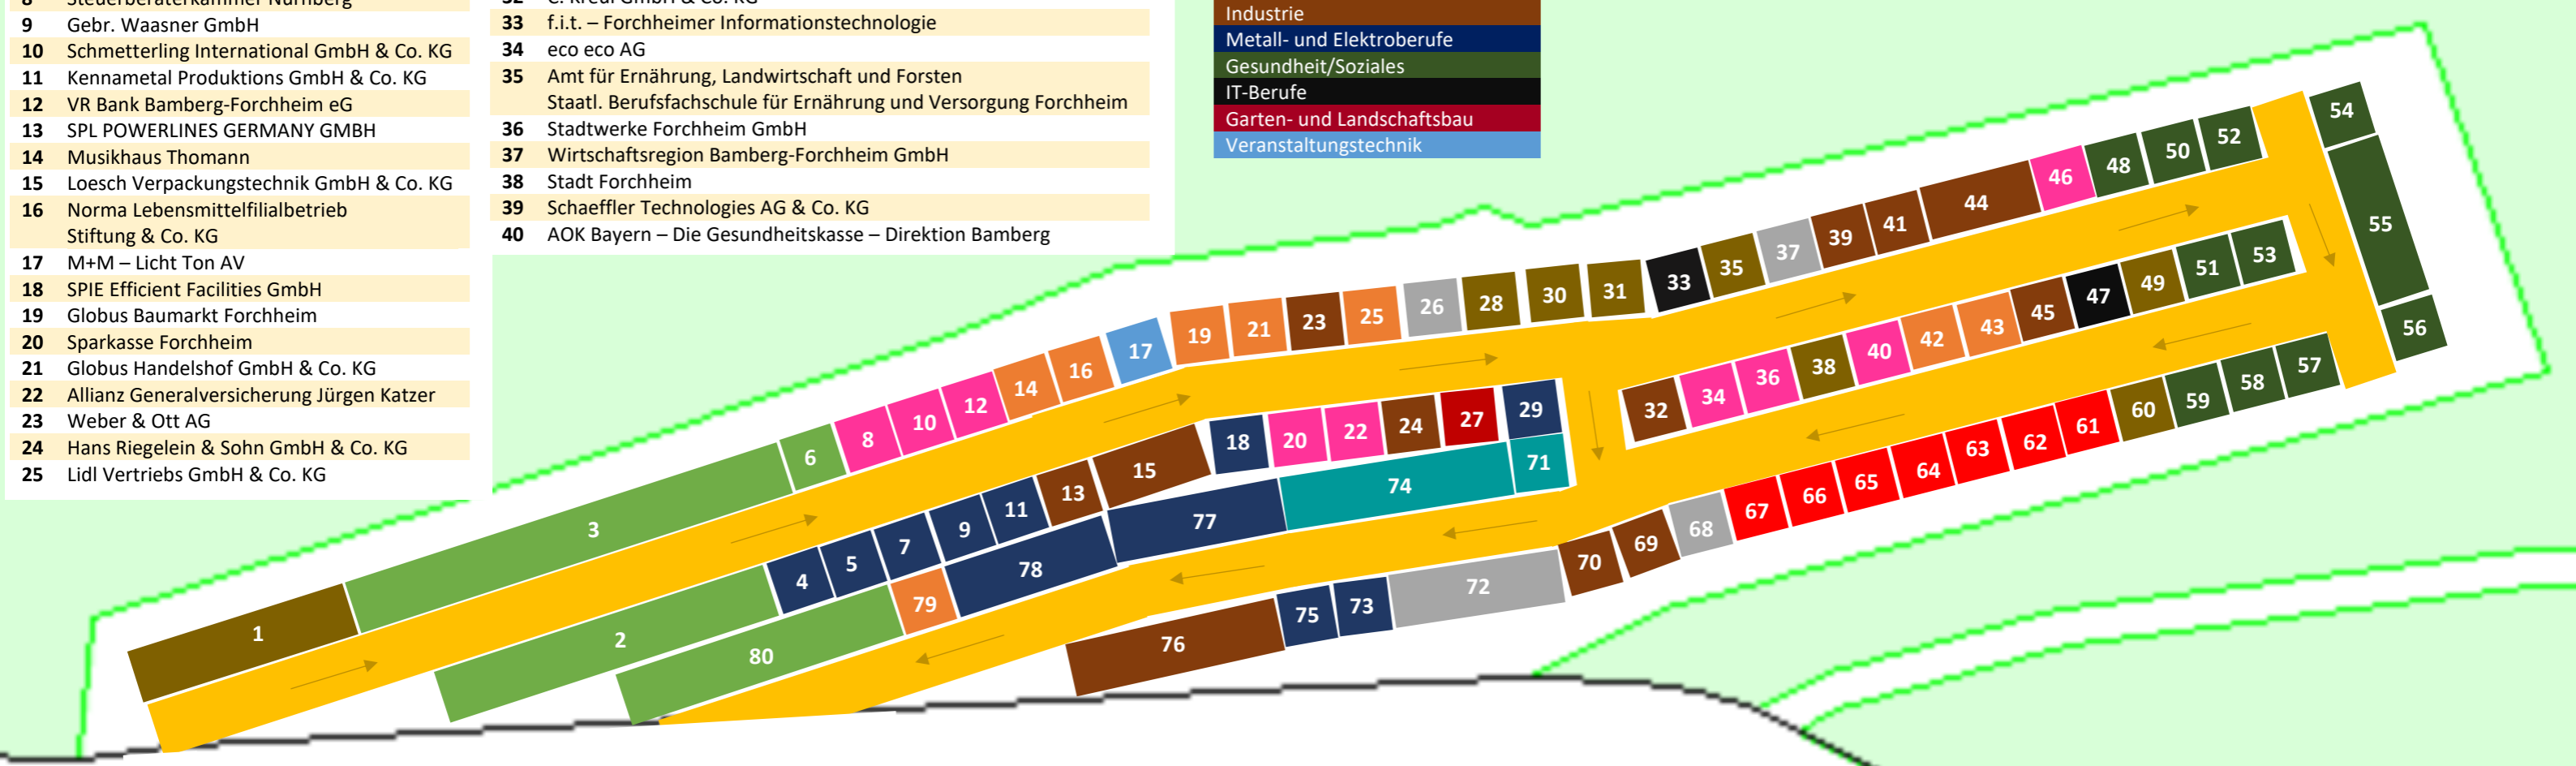 8 Steuerberaterkammer Nürnberg
9 Gebr. Waasner GmbH
10 Schmetterling International GmbH & Co. KG
11 Kennametal Produktions GmbH & Co. KG
12 VR Bank Bamberg-Forchheim eG
13 SPL POWERLINES GERMANY GMBH
14 Musikhaus Thomann
15 Loesch Verpackungstechnik GmbH & Co. KG
16 Norma Lebensmittelfilialbetrieb
Stiftung & Co. KG
17 M+M – Licht Ton AV
18 SPIE Efficient Facilities GmbH
19 Globus Baumarkt Forchheim
20 Sparkasse Forchheim
21 Globus Handelshof GmbH & Co. KG
22 Allianz Generalversicherung Jürgen Katzer
23 Weber & Ott AG
24 Hans Riegelein & Sohn GmbH & Co. KG
25 Lidl Vertriebs GmbH & Co. KG
32 C. Kreul GmbH & Co. KG
33 f.i.t. – Forchheimer Informationstechnologie
34 eco eco AG
35 Amt für Ernährung, Landwirtschaft und Forsten
Staatl. Berufsfachschule für Ernährung und Versorgung Forchheim
36 Stadtwerke Forchheim GmbH
37 Wirtschaftsregion Bamberg-Forchheim GmbH
38 Stadt Forchheim
39 Schaeffler Technologies AG & Co. KG
40 AOK Bayern – Die Gesundheitskasse – Direktion Bamberg
Industrie
Metall- und Elektroberufe
Gesundheit/Soziales
IT-Berufe
Garten- und Landschaftsbau
Veranstaltungstechnik
1 3 6 8 10 12 14 16 17 19 21 23 25 26 28 30 31 33 35 37 39 41 44 46 48 50 52 54
55
56
2 4 5 7 9 11 13 15 18 20 22 24 27 29
32 34 36 38 40 42 43 45 47 49 51 53
80 79 78 77 74 71
76 75 73 72 70 69 68 67 66 65 64 63 62 61 60 59 58 57